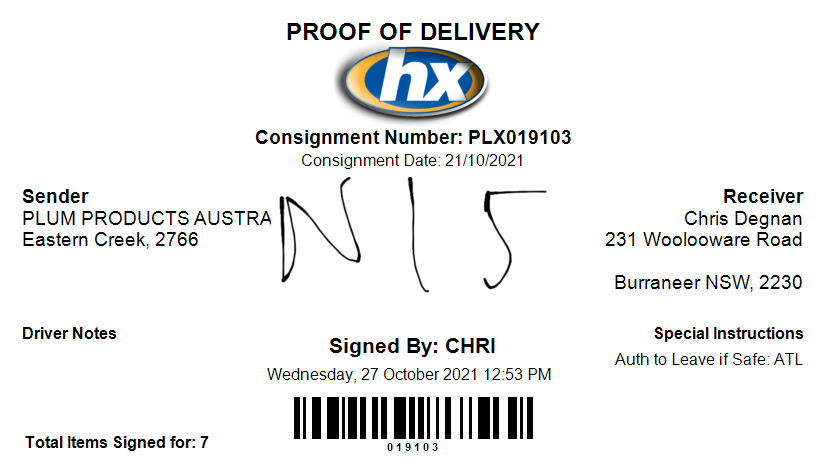 PROOF OF DELIVERY
hx
Consignment Number: PLX019103
Consignment Date: 21/10/2021
Sender
PLUM PRODUCTS AUSTRA
Eastern Creek, 2766
N I S
Receiver
Chris Degnan
231 Woolooware Road
Burraneer NSW, 2230
Driver Notes
Signed By: CHRI
Wednesday, 27 October 2021 12:53 PM
Special Instructions
Auth to Leave if Safe: ATL
019103
Total Items Signed for: 7